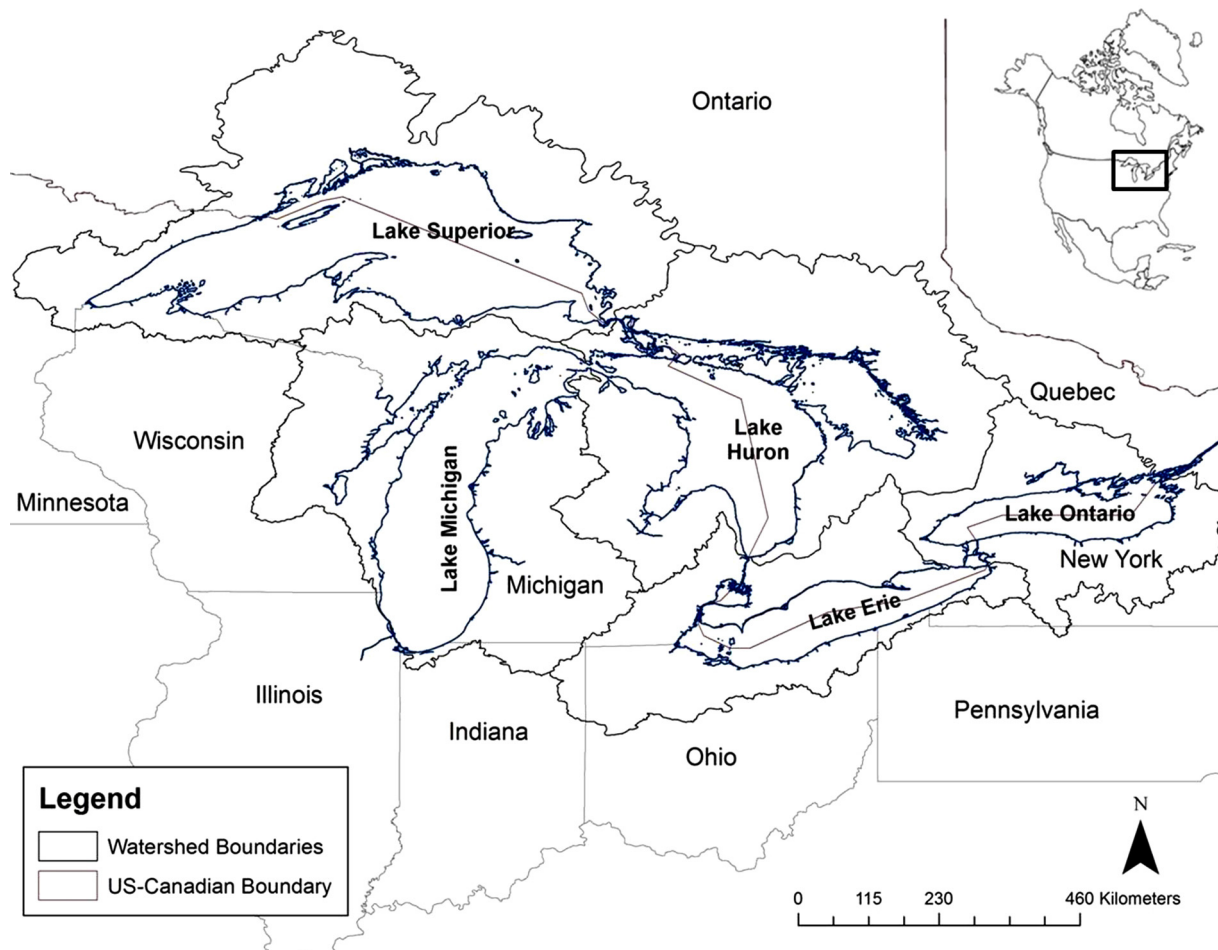 Ontario
Lake Superior
Quebec
Lake
Huron
Wisconsin
Minnesota
Lake Michigan
Lake Ontario
New York
Michigan
Lake Erie
Illinois
Indiana
Pennsylvania
Ohio
Legend
Watershed Boundaries
US-Canadian Boundary
N
0 115 230 460 Kilometers